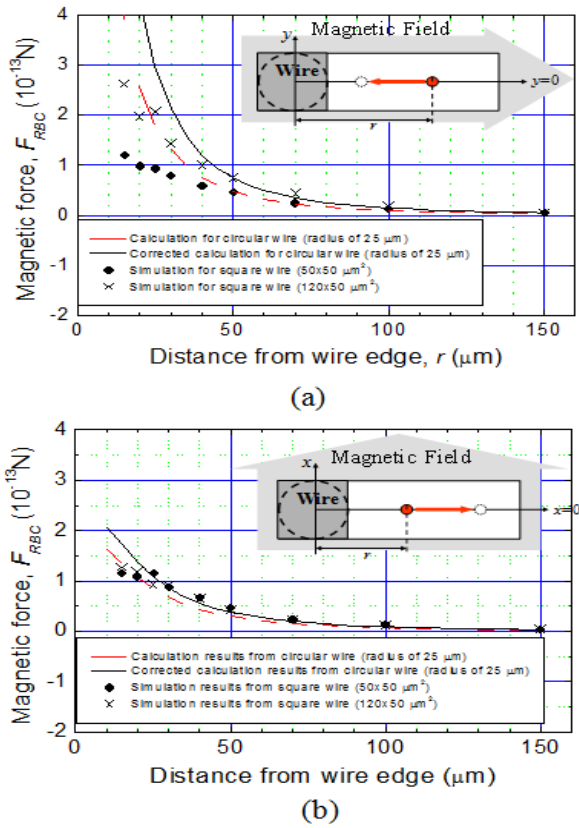 (a)
4
3
2
1
0
-1
-2
0
50
100
150
Magnetic force, F_RBC (10^-13 N)
Magnetic Field
y
Wire
y=0
r
Calculation for circular wire (radius of 25 μm)
Corrected calculation for circular wire (radius of 25 μm)
Simulation for square wire (50x50 μm²)
Simulation for square wire (120x50 μm²)
Distance from wire edge, r (μm)
(a)
4
3
2
1
0
-1
-2
0
50
100
150
Magnetic force, F_RBC (10^-13 N)
Magnetic Field
x
Wire
x=0
r
Calculation results from circular wire (radius of 25 μm)
Corrected calculation results from circular wire (radius of 25 μm)
Simulation results from square wire (50x50 μm²)
Simulation results from square wire (120x50 μm²)
Distance from wire edge (μm)
(b)